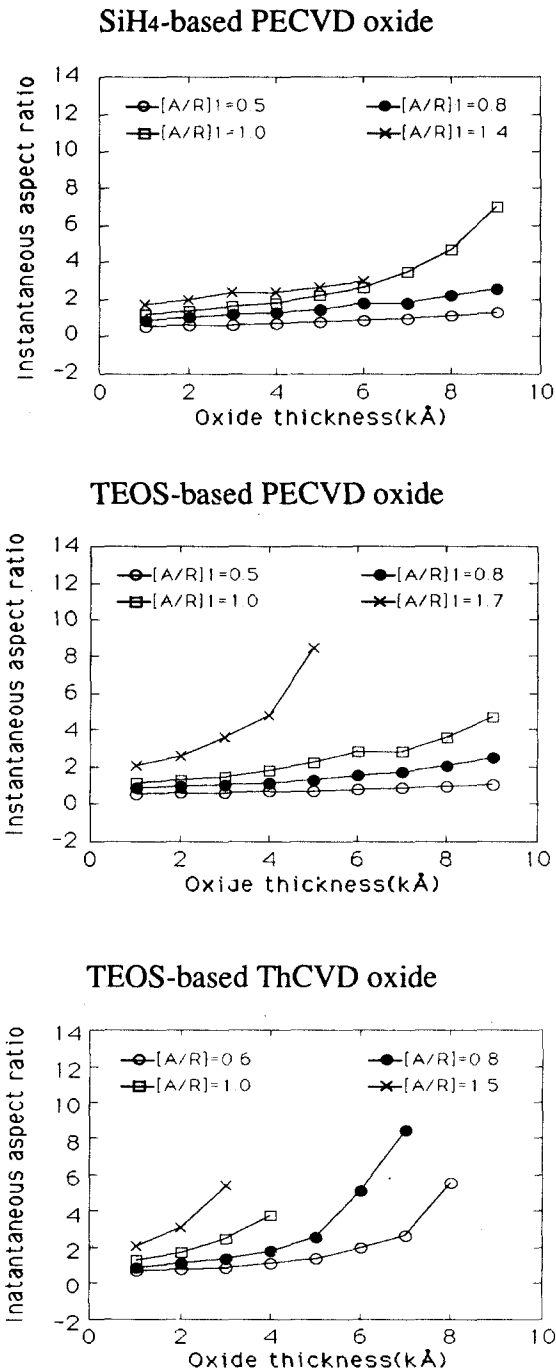 SiH4-based PECVD oxide
14
12
10
8
6
4
2
0
-2
[A/R]1=0.5
[A/R]1=0.8
[A/R]1=1.0
[A/R]1=1.4
Instantaneous aspect ratio
0 2 4 6 8 10
Oxide thickness(kÅ)
TEOS-based PECVD oxide
14
12
10
8
6
4
2
0
-2
[A/R]1=0.5
[A/R]1=0.8
[A/R]1=1.0
[A/R]1=1.7
Instantaneous aspect ratio
0 2 4 6 8 10
Oxide thickness(kÅ)
TEOS-based ThCVD oxide
14
12
10
8
6
4
2
0
-2
[A/R]=0.6
[A/R]=0.8
[A/R]=1.0
[A/R]=1.5
Inatantaneous aspect ratio
0 2 4 6 8 10
Oxide thickness(kÅ)